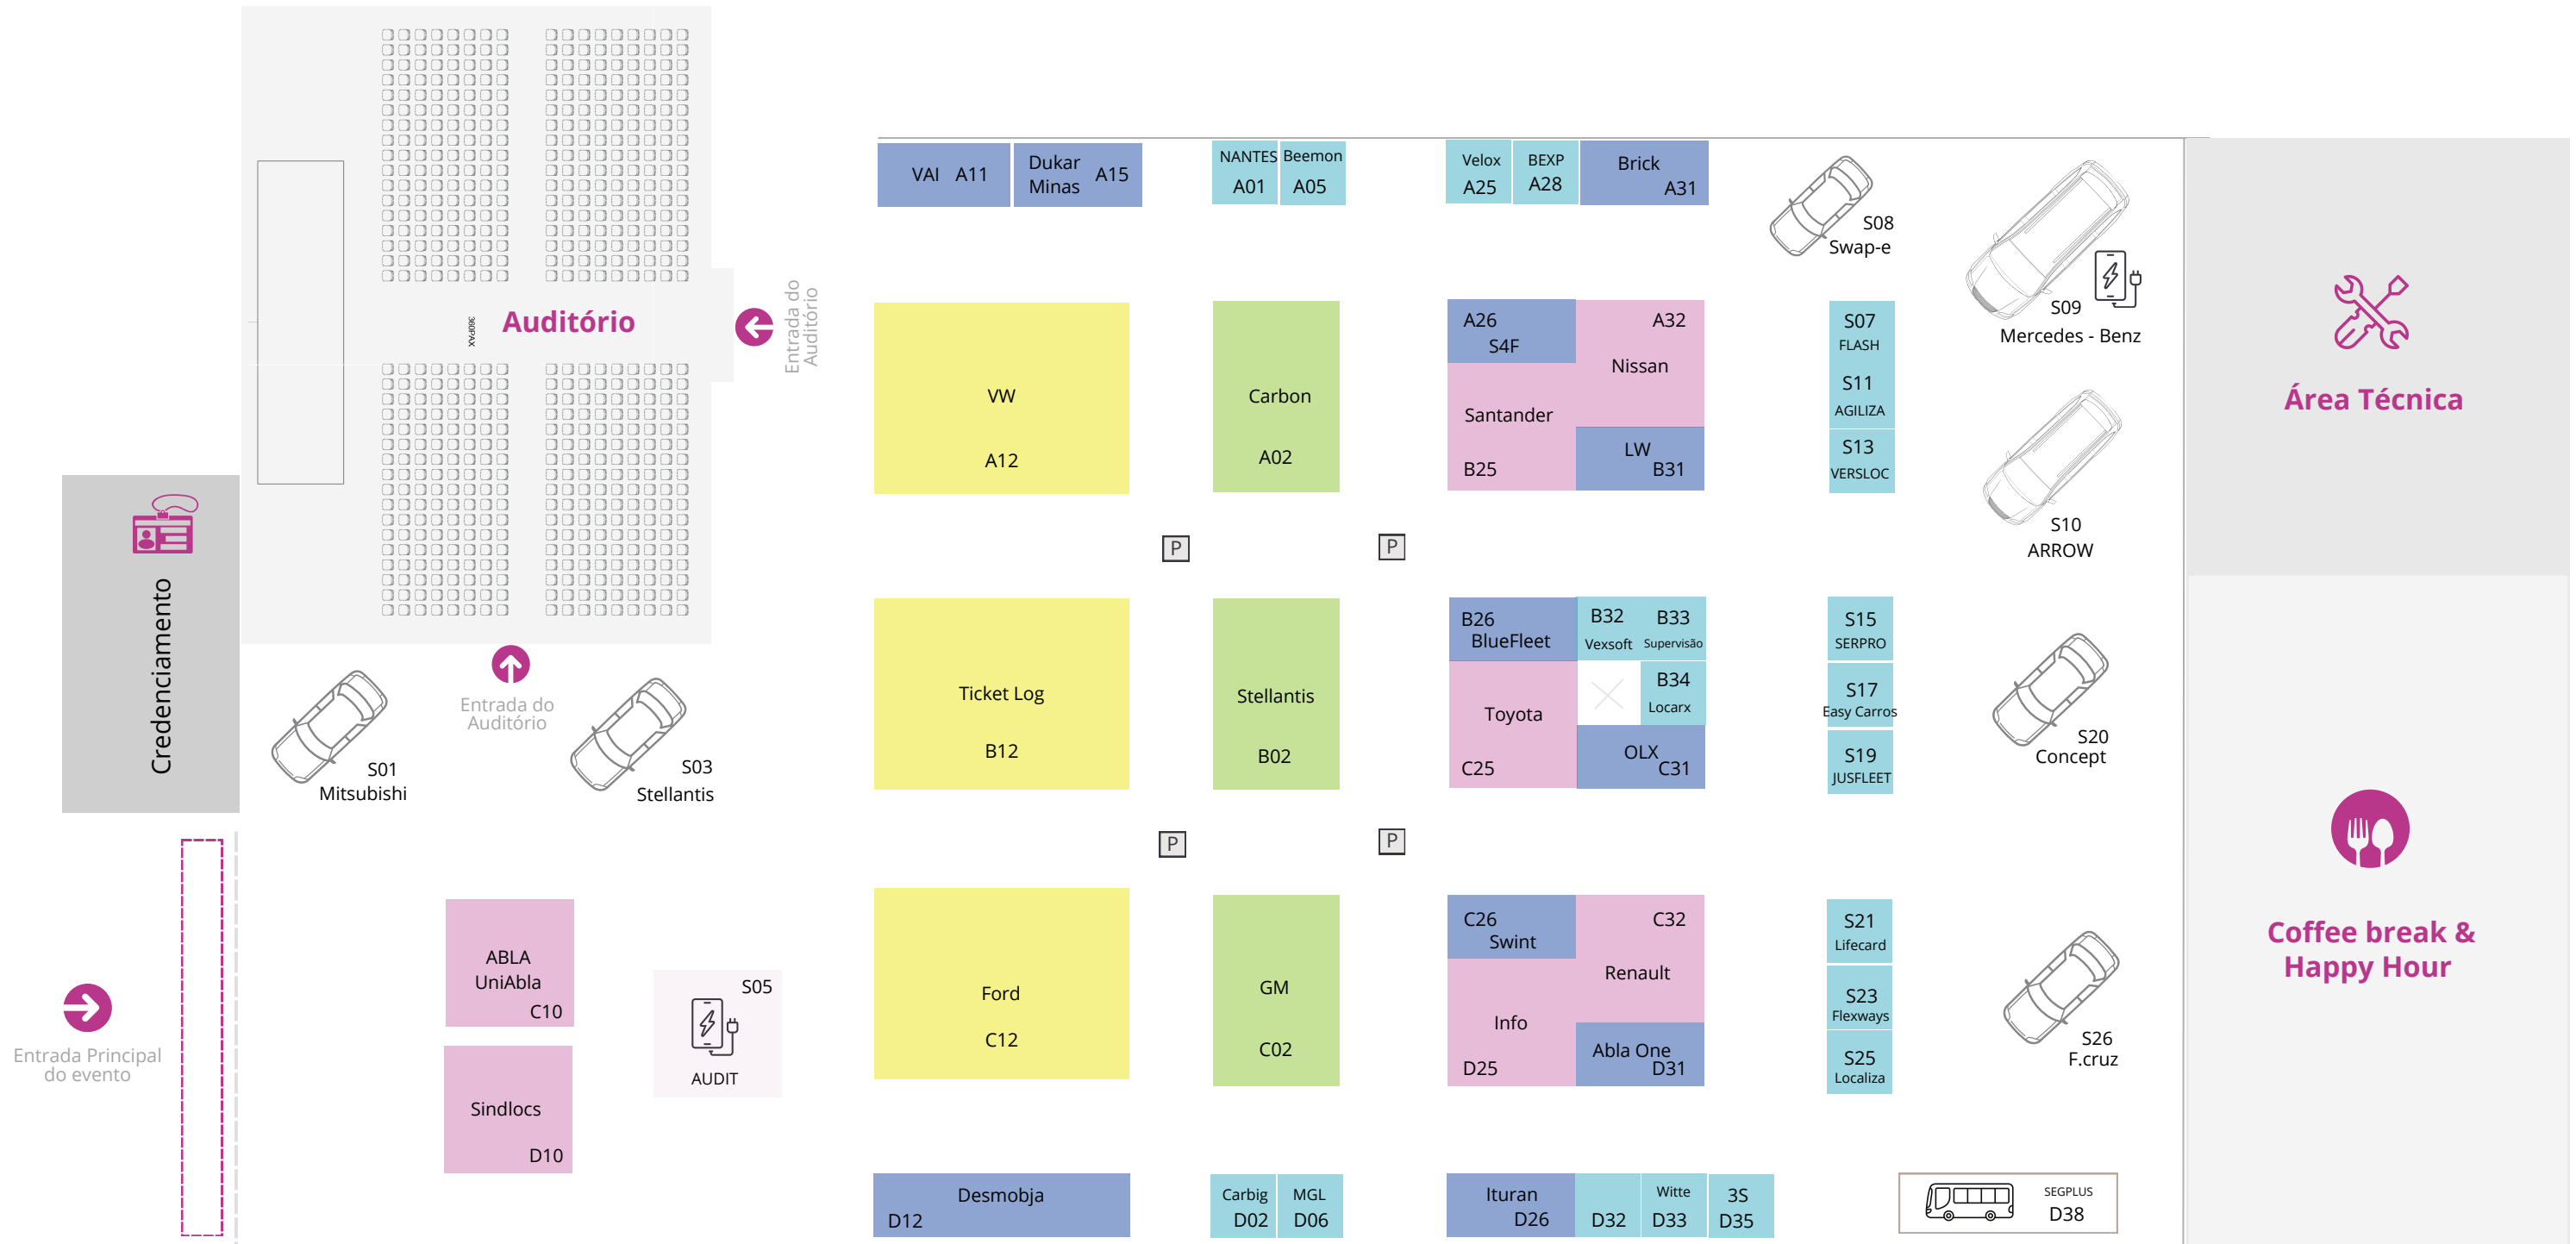 Auditório
360PAX
Entrada do
Auditório
Credenciamento
Entrada do
Auditório
S01
Mitsubishi
S03
Stellantis
Entrada Principal
do evento
ABLA
UniAbla
C10
Sindlocs
D10
S05
AUDIT
VAI A11
Dukar
Minas A15
NANTES
A01
Beemon
A05
Velox
A25
BEXP
A28
Brick
A31
S08
Swap-e
S09
Mercedes - Benz
VW
A12
Carbon
A02
A26
S4F
A32
Nissan
Santander
B25
LW
B31
S07
FLASH
S11
AGILIZA
S13
VERSLOC
S10
ARROW
P
P
Ticket Log
B12
Stellantis
B02
B26
BlueFleet
B32
Vexsoft
B33
Supervisão
B34
Locarx
Toyota
C25
OLX
C31
S15
SERPRO
S17
Easy Carros
S19
JUSFLEET
S20
Concept
P
P
Ford
C12
GM
C02
C26
Swint
C32
Renault
Info
D25
Abla One
D31
S21
Lifecard
S23
Flexways
S25
Localiza
S26
F.cruz
Desmobja
D12
Carbig
D02
MGL
D06
Ituran
D26
D32
Witte
D33
3S
D35
SEGPLUS
D38
Área Técnica
Coffee break &
Happy Hour